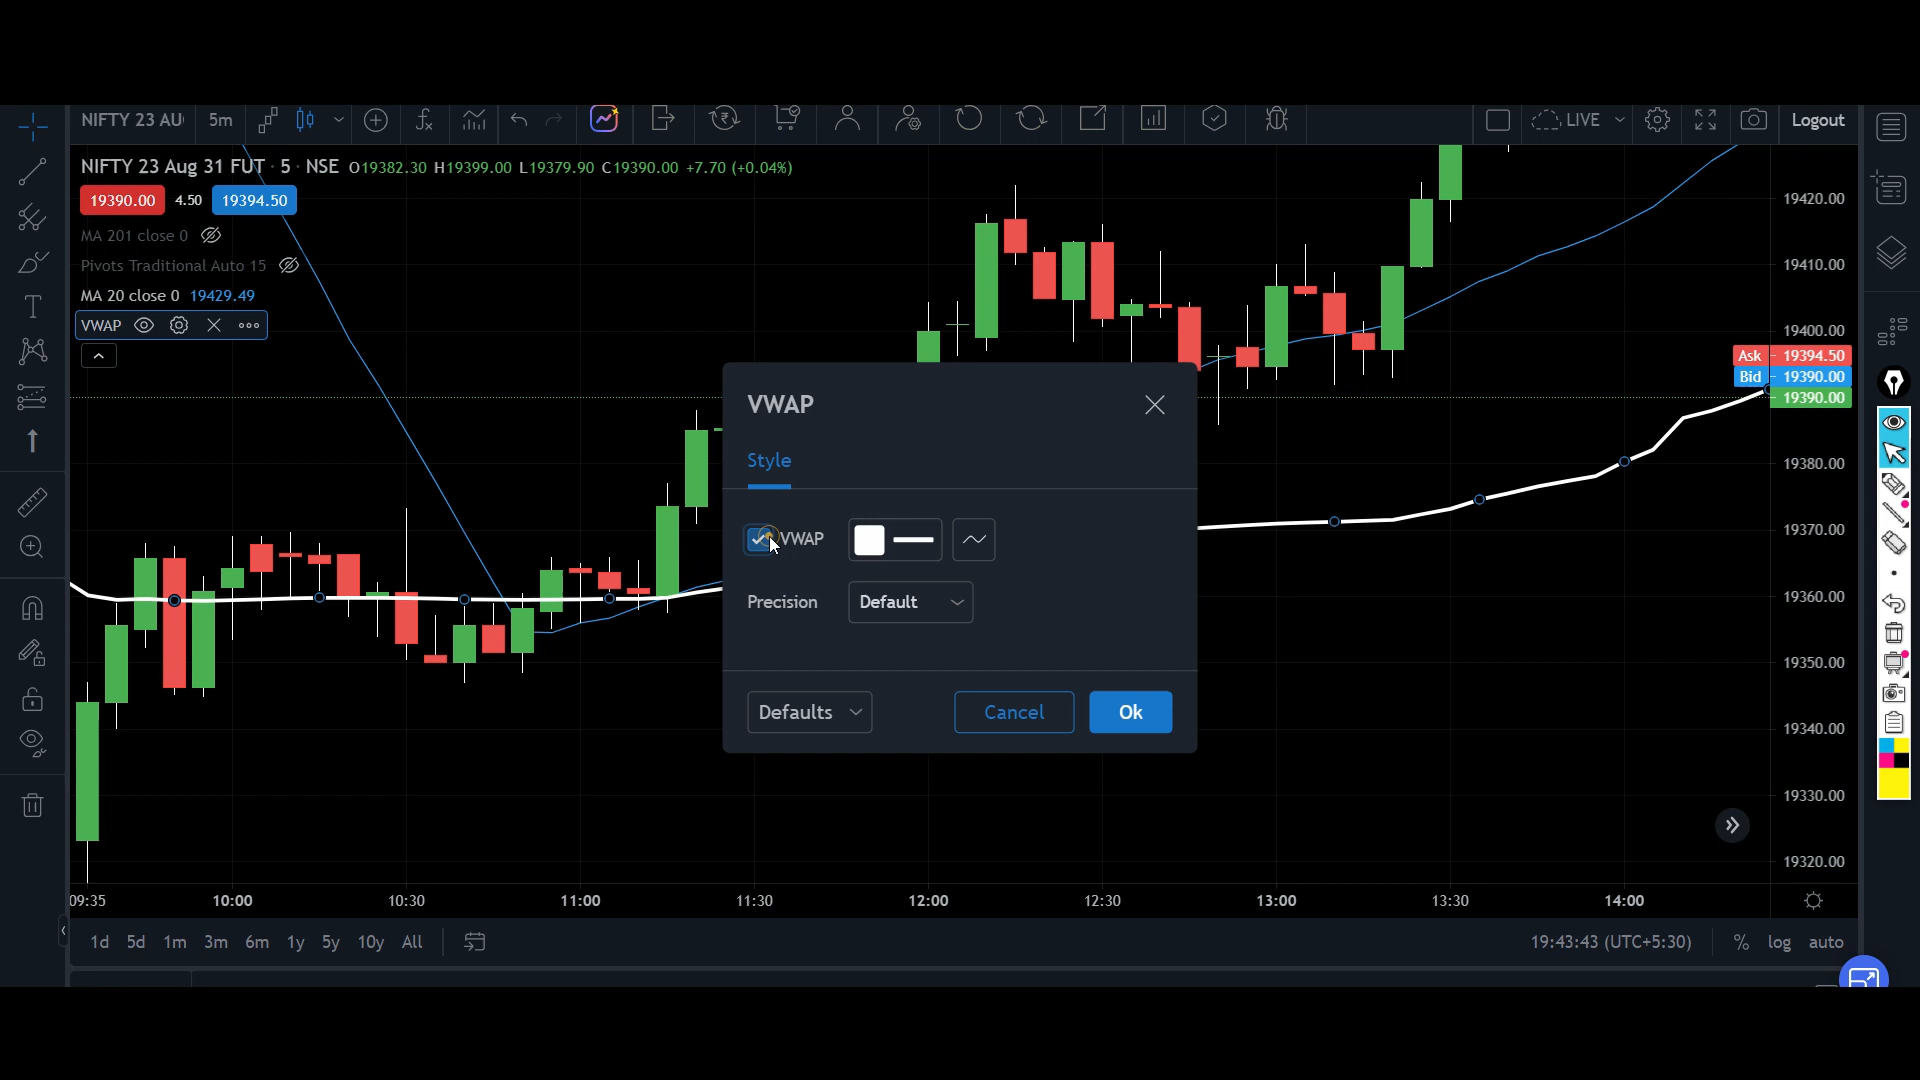 NIFTY 23 AU 5m LIVE Logout
NIFTY 23 Aug 31 FUT · 5 · NSE O19382.30 H19399.00 L19379.90 C19390.00 +7.70 (+0.04%)
19390.00 4.50 19394.50
MA 201 close 0
Pivots Traditional Auto 15
MA 20 close 0 19429.49
VWAP
19420.00
19410.00
19400.00
Ask 19394.50
Bid 19390.00
19390.00
19380.00
19370.00
19360.00
19350.00
19340.00
19330.00
19320.00
VWAP
Style
VWAP
Precision Default
Defaults Cancel Ok
09:35 10:00 10:30 11:00 11:30 12:00 12:30 13:00 13:30 14:00
1d 5d 1m 3m 6m 1y 5y 10y All 19:43:43 (UTC+5:30) % log auto